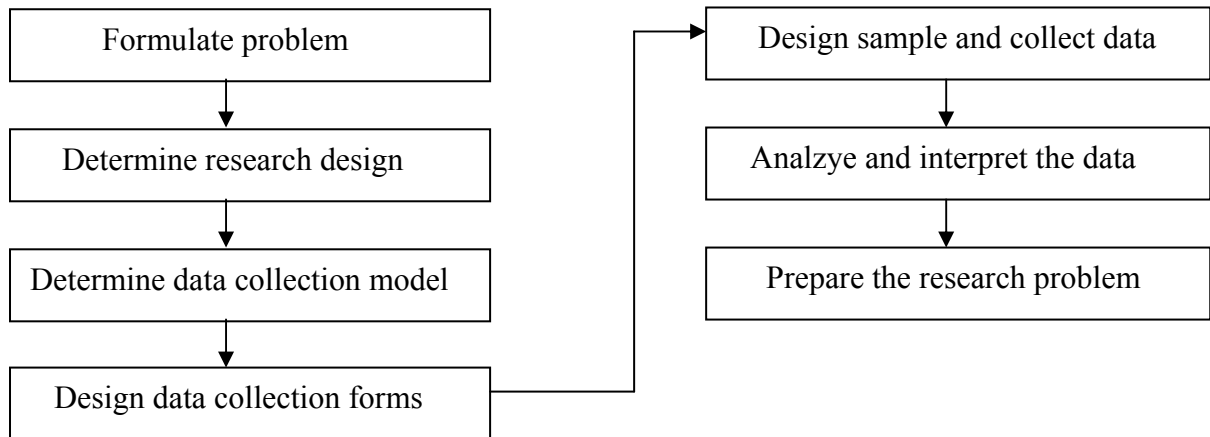 Formulate problem
Determine research design
Determine data collection model
Design data collection forms
Design sample and collect data
Analzye and interpret the data
Prepare the research problem